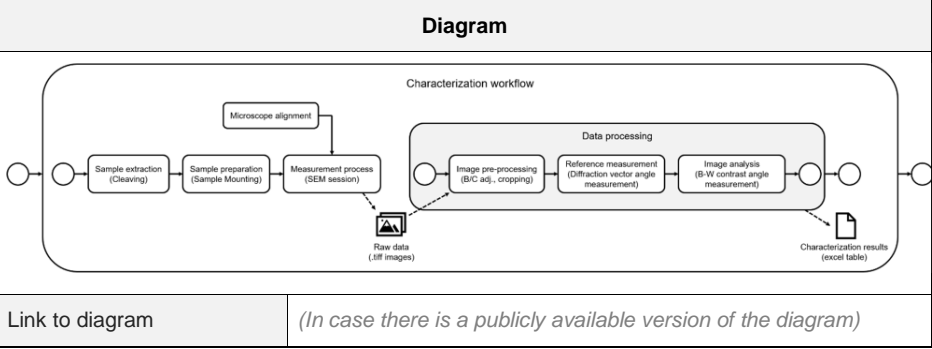 Diagram
Characterization workflow
Microscope alignment
Data processing
Sample extraction
(Cleaving)
Sample preparation
(Sample Mounting)
Measurement process
(SEM session)
Image pre-processing
(B/C adj., cropping)
Reference measurement
(Diffraction vector angle
measurement)
Image analysis
(B-W contrast angle
measurement)
Raw data
(.tiff images)
Characterization results
(excel table)
Link to diagram
(In case there is a publicly available version of the diagram)